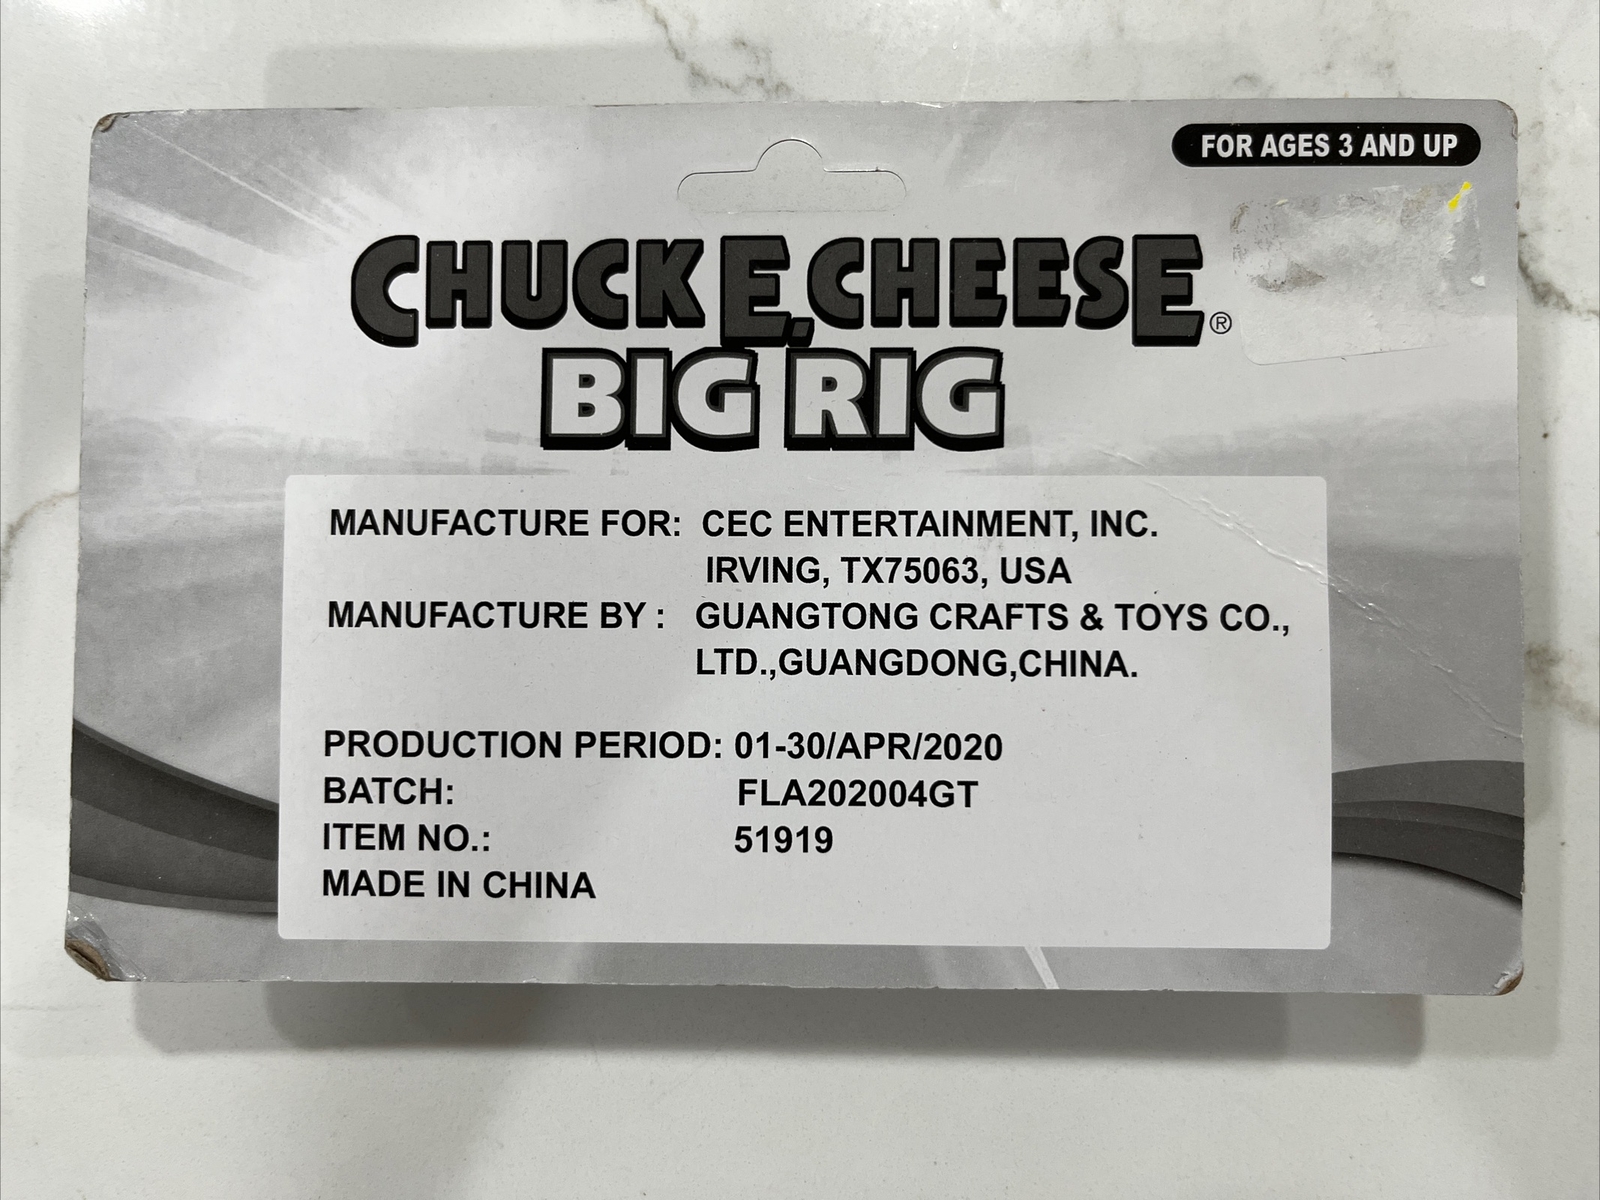 FOR AGES 3 AND UP
CHUCK E. CHEESE®
BIG RIG
MANUFACTURE FOR: CEC ENTERTAINMENT, INC.
IRVING, TX75063, USA
MANUFACTURE BY : GUANGTONG CRAFTS & TOYS CO.,
LTD.,GUANGDONG,CHINA.
PRODUCTION PERIOD: 01-30/APR/2020
BATCH: FLA202004GT
ITEM NO.: 51919
MADE IN CHINA